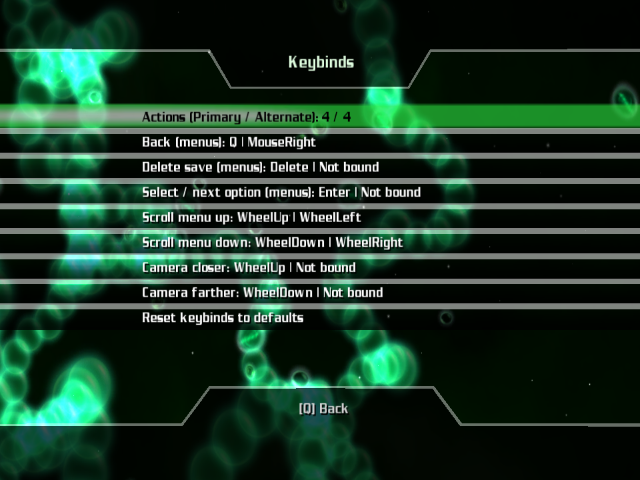 Keybinds
Actions (Primary / Alternate): 4 / 4
Back (menus): Q | MouseRight
Delete save (menus): Delete | Not bound
Select / next option (menus): Enter | Not bound
Scroll menu up: WheelUp | WheelLeft
Scroll menu down: WheelDown | WheelRight
Camera closer: WheelUp | Not bound
Camera farther: WheelDown | Not bound
Reset keybinds to defaults
[Q] Back